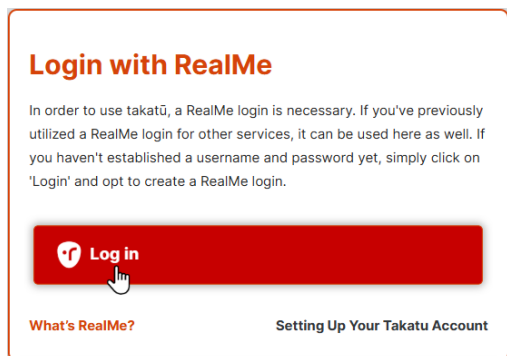 Login with RealMe
In order to use takatū, a RealMe login is necessary. If you've previously
utilized a RealMe login for other services, it can be used here as well. If
you haven't established a username and password yet, simply click on
'Login' and opt to create a RealMe login.
Log in
What's RealMe? Setting Up Your Takatu Account